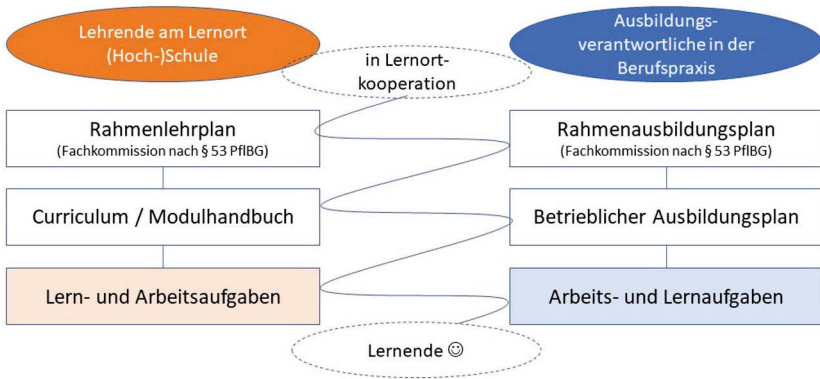 Lehrende am Lernort
(Hoch-)Schule
in Lernort-
kooperation
Ausbildungs-
verantwortliche in der
Berufspraxis
Rahmenlehrplan
(Fachkommission nach § 53 PflBG)
Rahmenausbildungsplan
(Fachkommission nach § 53 PflBG)
Curriculum / Modulhandbuch
Betrieblicher Ausbildungsplan
Lern- und Arbeitsaufgaben
Arbeits- und Lernaufgaben
Lernende ☺